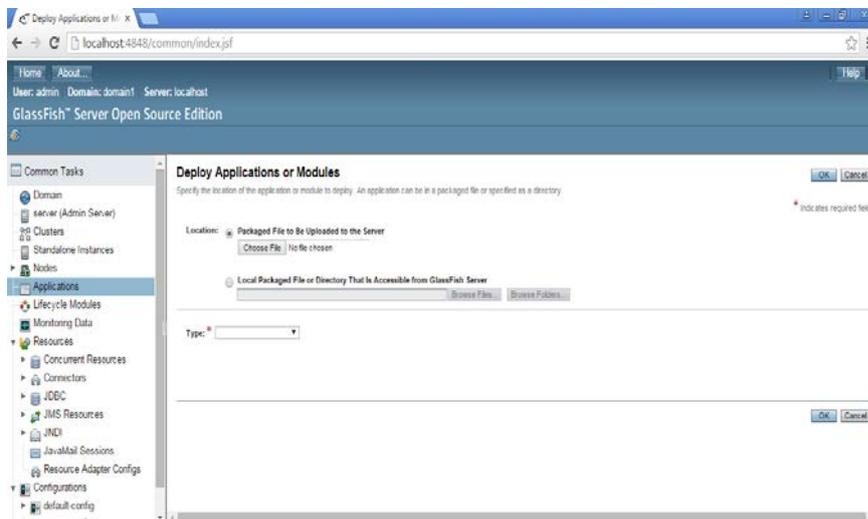 Deploy Applications or M
localhost:4848/common/index.jsf
Home About... Help
User: admin Domain: domain1 Server: localhost
GlassFish™ Server Open Source Edition
Common Tasks
Domain
server (Admin Server)
Clusters
Standalone Instances
Nodes
Applications
Lifecycle Modules
Monitoring Data
Resources
Concurrent Resources
Connectors
JDBC
JMS Resources
JNDI
JavaMail Sessions
Resource Adapter Configs
Configurations
default-config
Deploy Applications or Modules
OK Cancel
Specify the location of the application or module to deploy. An application can be in a packaged file or specified as a directory.
* Indicates required fiel
Location: Packaged File to Be Uploaded to the Server
Choose File No file chosen
Local Packaged File or Directory That Is Accessible from GlassFish Server
Browse Files... Browse Folders...
Type: *
OK Cancel